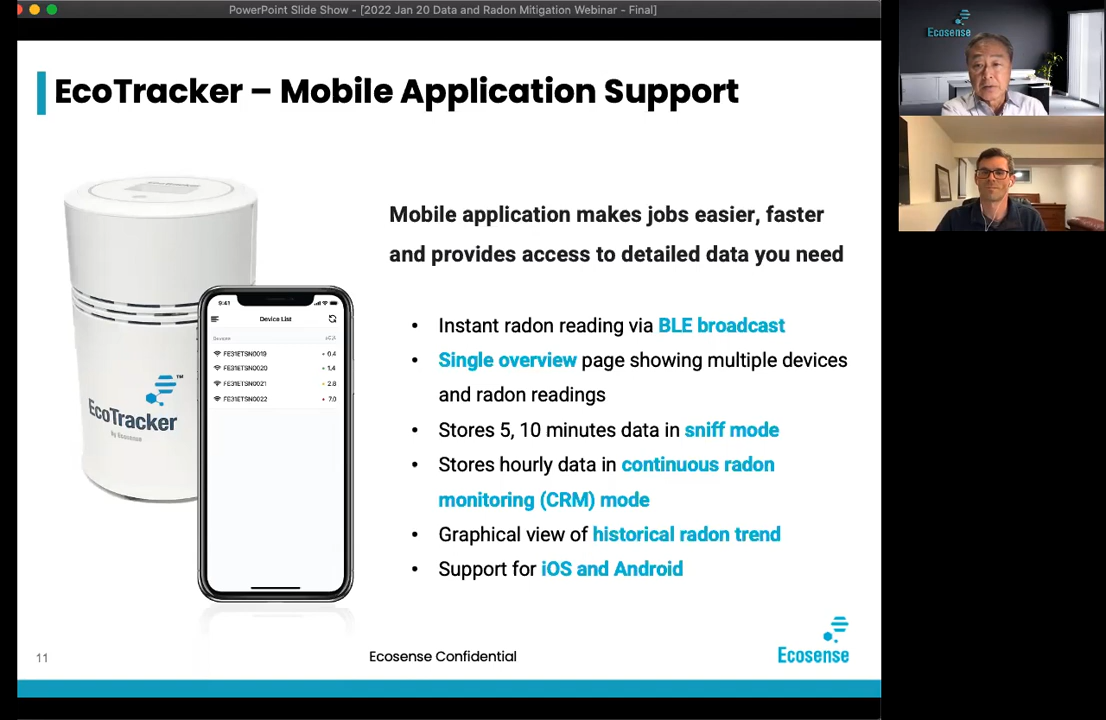 PowerPoint Slide Show - [2022 Jan 20 Data and Radon Mitigation Webinar - Final]
EcoTracker – Mobile Application Support
Mobile application makes jobs easier, faster
and provides access to detailed data you need
• Instant radon reading via BLE broadcast
• Single overview page showing multiple devices
and radon readings
• Stores 5, 10 minutes data in sniff mode
• Stores hourly data in continuous radon
monitoring (CRM) mode
• Graphical view of historical radon trend
• Support for iOS and Android
EcoTracker
EcoTracker™
by Ecosense
9:41
Device List
Devices pCi/l
FE31ETSN0019 0.4
FE31ETSN0020 1.4
FE31ETSN0021 2.8
FE31ETSN0022 7.0
11
Ecosense Confidential
Ecosense
Ecosense